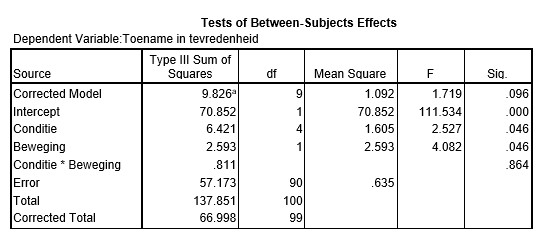 Tests of Between-Subjects Effects
Dependent Variable:Toename in tevredenheid
Source Type III Sum of Squares df Mean Square F Sig.
Corrected Model 9.826a 9 1.092 1.719 .096
Intercept 70.852 1 70.852 111.534 .000
Conditie 6.421 4 1.605 2.527 .046
Beweging 2.593 1 2.593 4.082 .046
Conditie * Beweging .811 .864
Error 57.173 90 .635
Total 137.851 100
Corrected Total 66.998 99